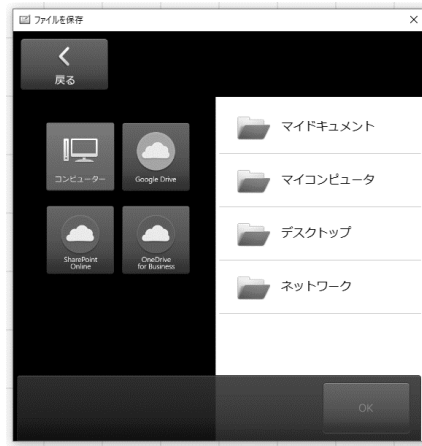 ファイルを保存
戻る
コンピューター
Google Drive
SharePoint
Online
OneDrive
for Business
マイドキュメント
マイコンピュータ
デスクトップ
ネットワーク
OK